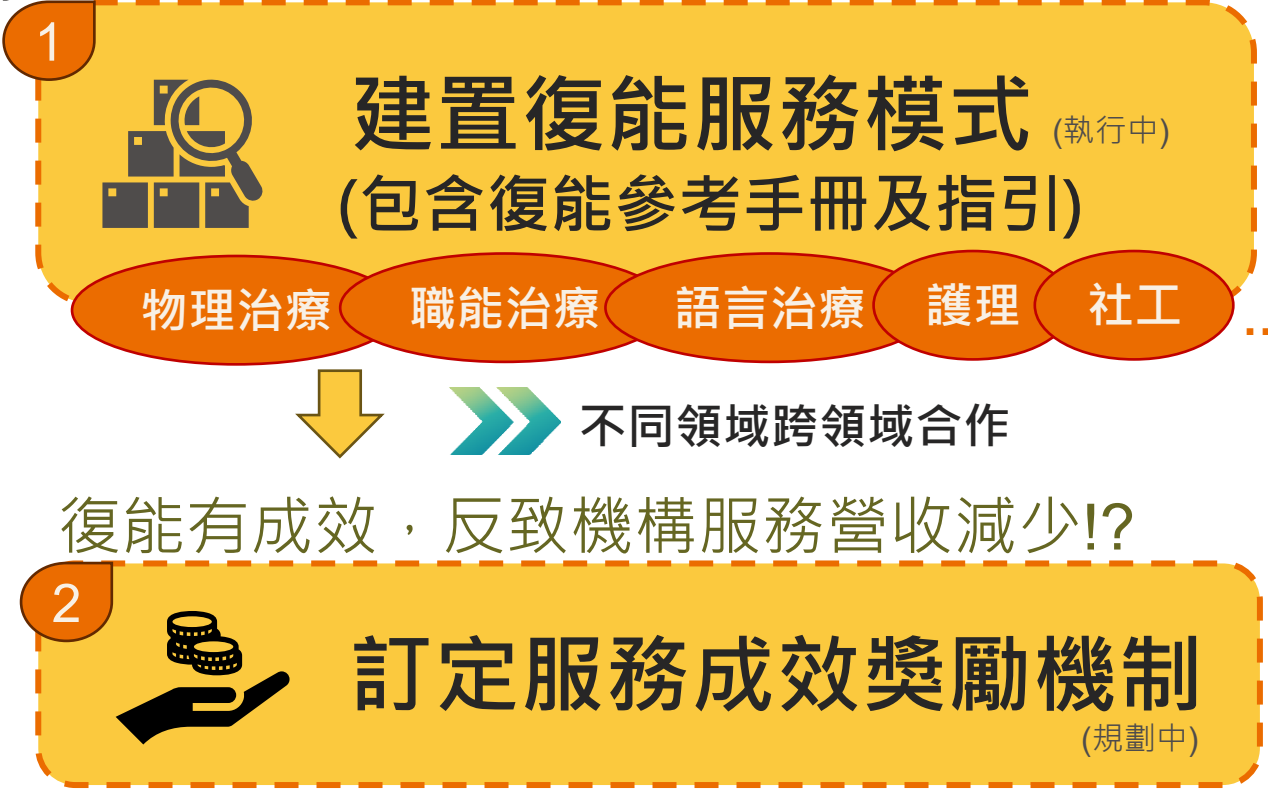 1
建置復能服務模式 (執行中)
(包含復能參考手冊及指引)
物理治療 職能治療 語言治療 護理 社工 ..
不同領域跨領域合作
復能有成效，反致機構服務營收減少!?
2
訂定服務成效獎勵機制
(規劃中)